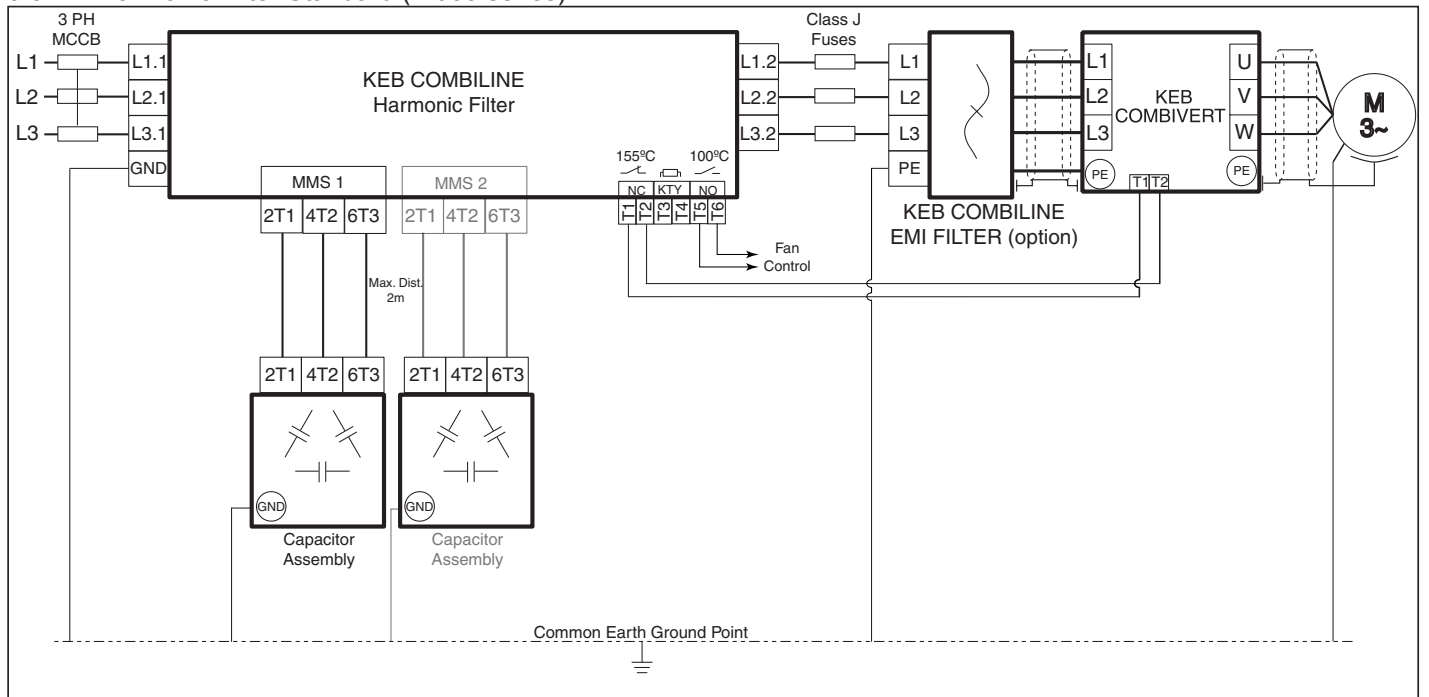 3 PH
MCCB
L1
L2
L3
L1.1
L2.1
L3.1
GND
KEB COMBILINE
Harmonic Filter
L1.2
L2.2
L3.2
Class J
Fuses
L1
L2
L3
PE
KEB COMBILINE
EMI FILTER (option)
L1
L2
L3
PE
KEB
COMBIVERT
U
V
W
PE
T1 T2
M
3~
MMS 1
2T1 4T2 6T3
MMS 2
2T1 4T2 6T3
155ºC
100ºC
NC KTY NO
T1 T2 T3 T4 T5 T6
Fan
Control
Max. Dist.
2m
2T1 4T2 6T3
2T1 4T2 6T3
GND
GND
Capacitor
Assembly
Capacitor
Assembly
Common Earth Ground Point